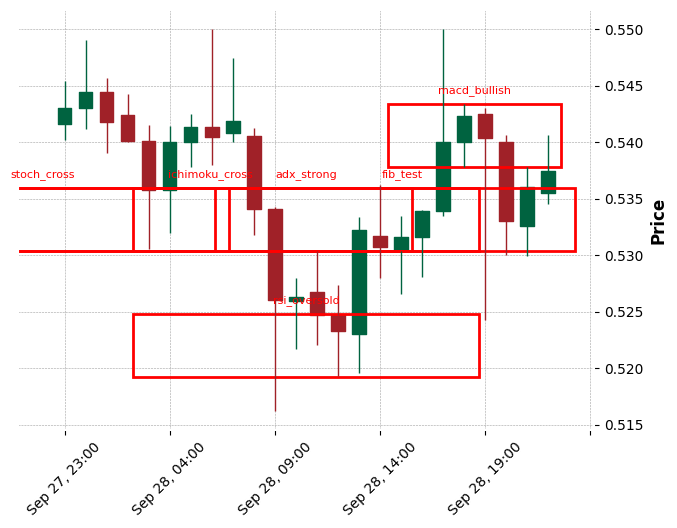 0.550
0.545
macd_bullish
0.540
stoch_cross
ichimoku_cross
adx_strong
fib_test
0.535
Price
0.530
rsi_oversold
0.525
0.520
0.515
Sep 27, 23:00
Sep 28, 04:00
Sep 28, 09:00
Sep 28, 14:00
Sep 28, 19:00